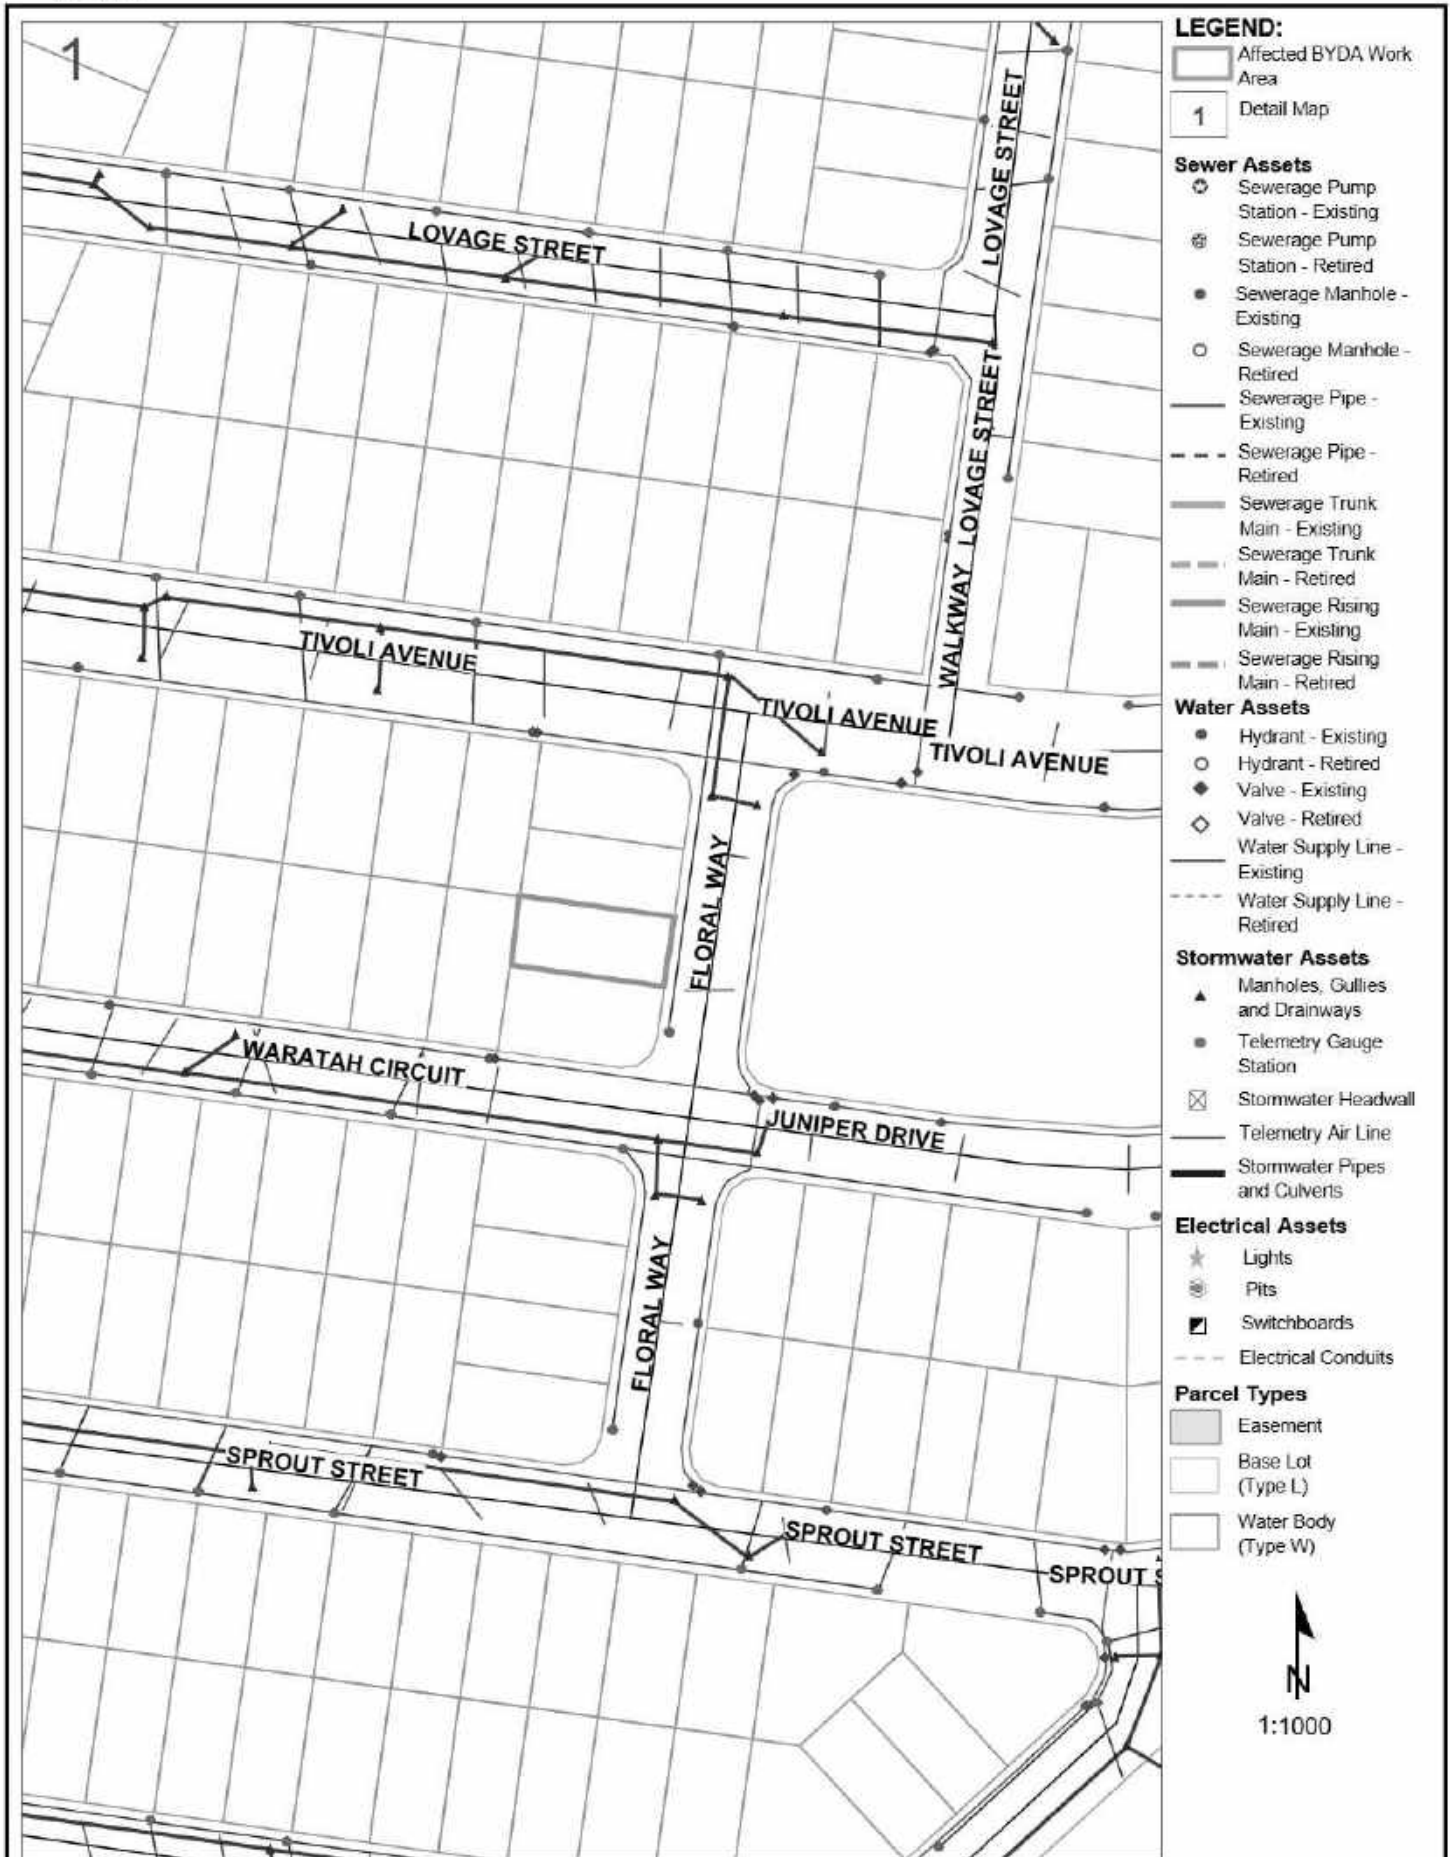 1
LOVAGE STREET
LOVAGE STREET
WALKWAY LOVAGE STREET
TIVOLI AVENUE
TIVOLI AVENUE
TIVOLI AVENUE
FLORAL WAY
WARATAH CIRCUIT
JUNIPER DRIVE
FLORAL WAY
SPROUT STREET
SPROUT STREET
SPROUT S
LEGEND:
Affected BYDA Work
Area
1
Detail Map
Sewer Assets
Sewerage Pump
Station - Existing
Sewerage Pump
Station - Retired
Sewerage Manhole -
Existing
Sewerage Manhole -
Retired
Sewerage Pipe -
Existing
Sewerage Pipe -
Retired
Sewerage Trunk
Main - Existing
Sewerage Trunk
Main - Retired
Sewerage Rising
Main - Existing
Sewerage Rising
Main - Retired
Water Assets
Hydrant - Existing
Hydrant - Retired
Valve - Existing
Valve - Retired
Water Supply Line -
Existing
Water Supply Line -
Retired
Stormwater Assets
Manholes, Gullies
and Drainways
Telemetry Gauge
Station
Stormwater Headwall
Telemetry Air Line
Stormwater Pipes
and Culverts
Electrical Assets
Lights
Pits
Switchboards
Electrical Conduits
Parcel Types
Easement
Base Lot
(Type L)
Water Body
(Type W)
N
1:1000